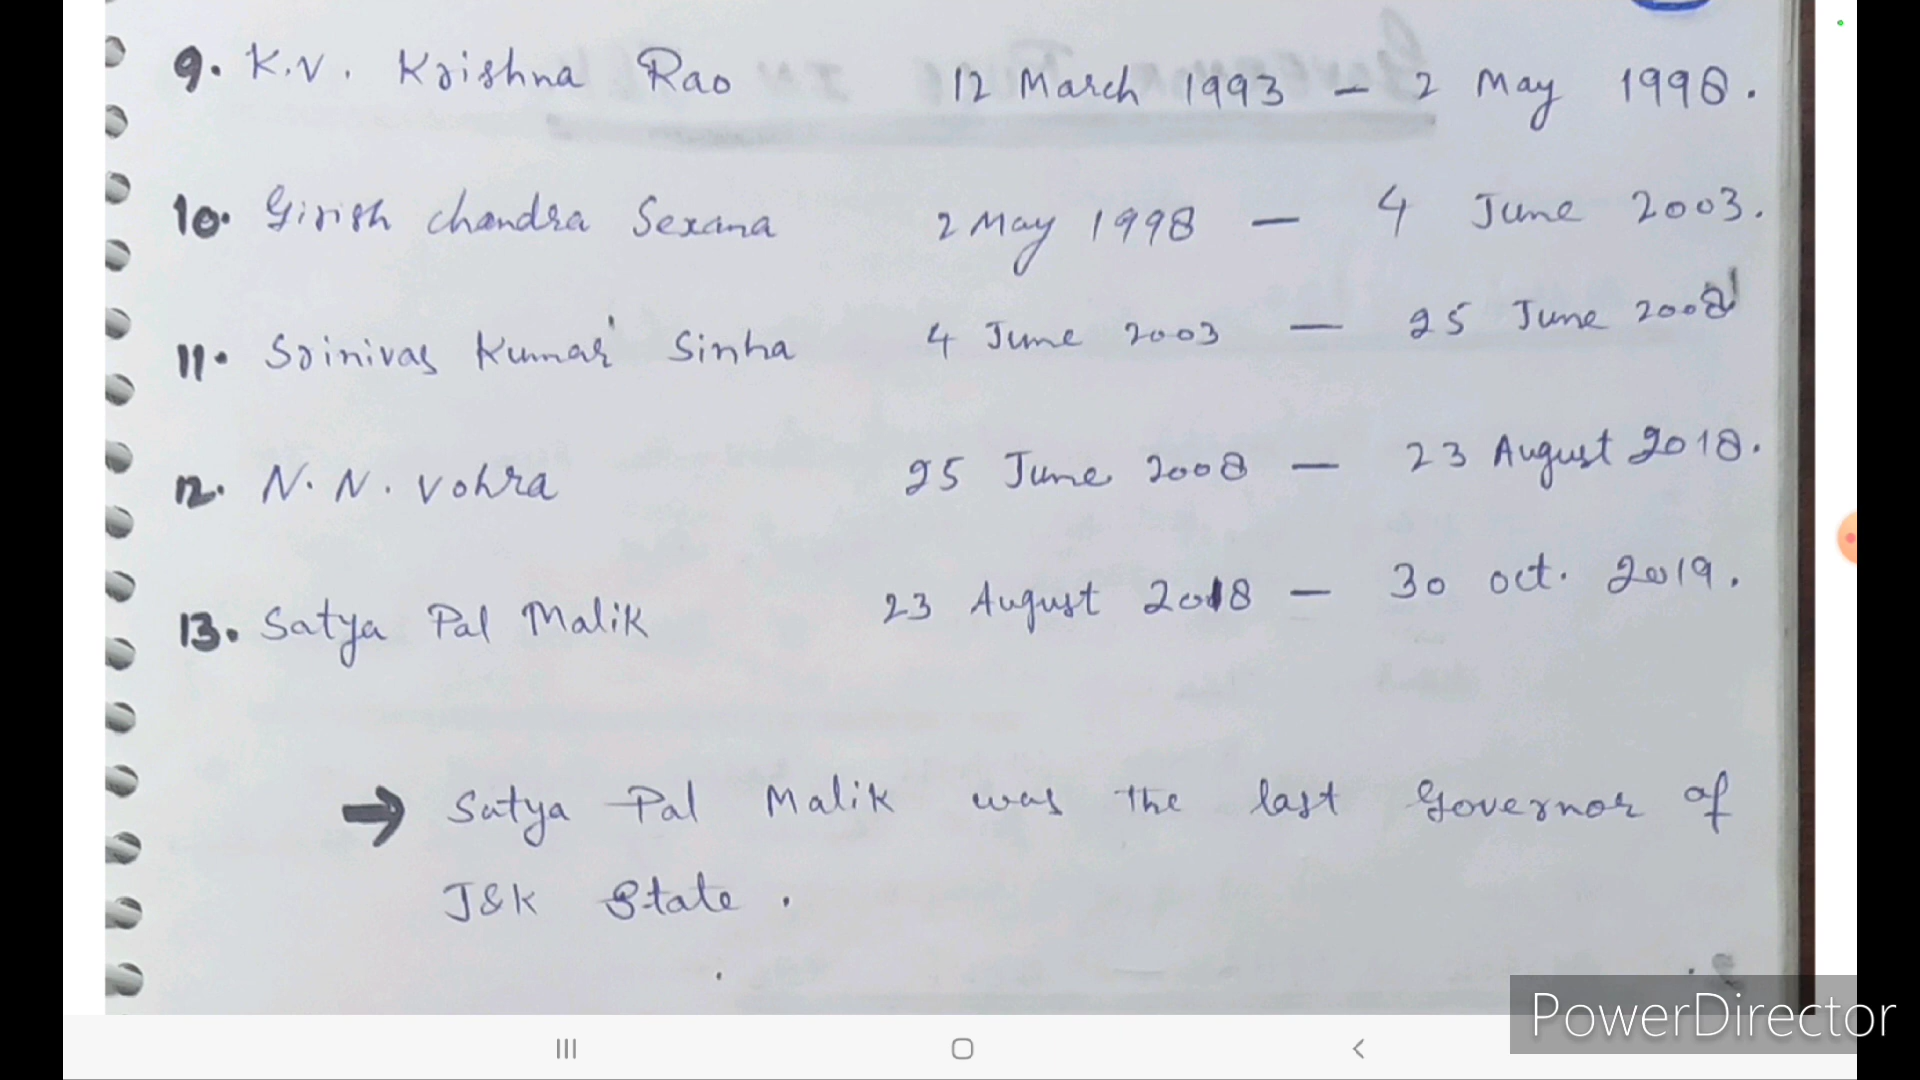 9. K.V. Krishna Rao 12 March 1993 – 2 May 1998.
10. Girish chandra Sexana 2 May 1998 – 4 June 2003.
11. Srinivas Kumar Sinha 4 June 2003 – 25 June 2008
12. N. N. Vohra 25 June 2008 – 23 August 2018.
13. Satya Pal Malik 23 August 2018 – 30 oct. 2019.
→ Satya Pal Malik was the last Governor of
J&K State.
PowerDirector